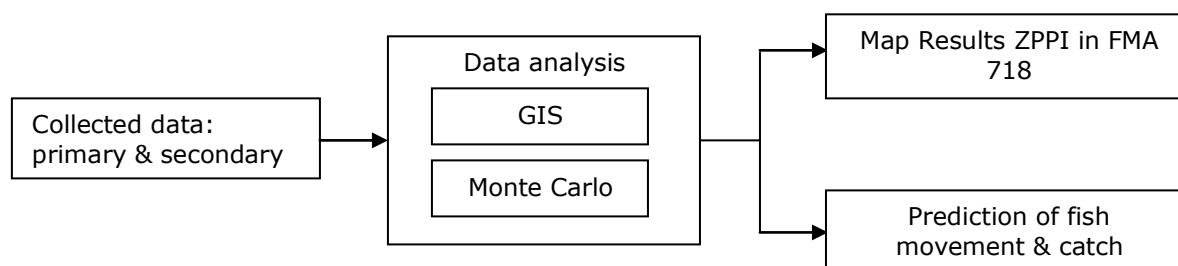 Collected data:
primary & secondary
Data analysis
GIS
Monte Carlo
Map Results ZPPI in FMA
718
Prediction of fish
movement & catch